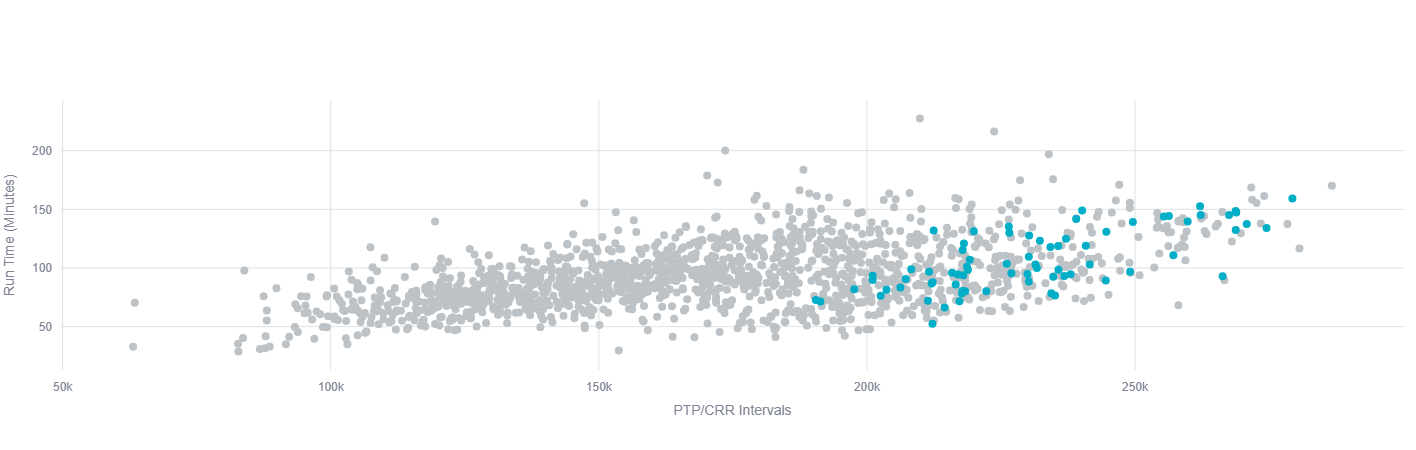 200
150
100
50
Run Time (Minutes)
50k 100k 150k 200k 250k
PTP/CRR Intervals